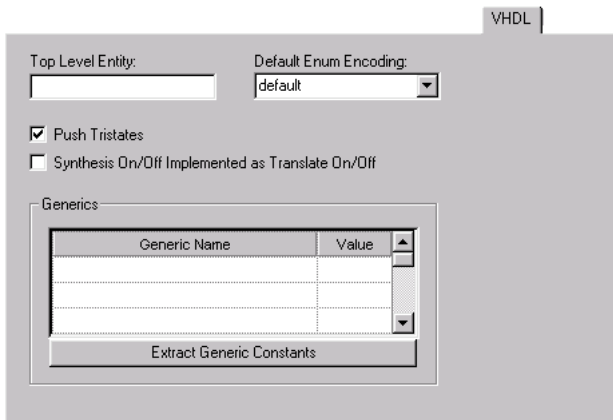 VHDL
Top Level Entity:
Default Enum Encoding:
default
Push Tristates
Synthesis On/Off Implemented as Translate On/Off
Generics
Generic Name Value
Extract Generic Constants